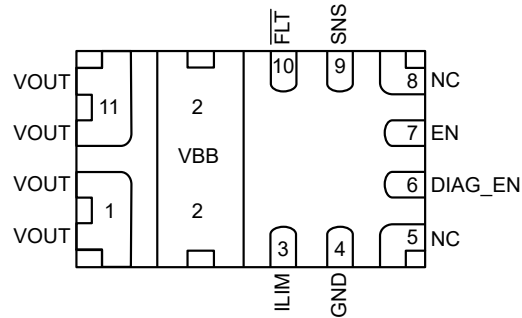 FLT SNS
10 9
VOUT 8 NC
11 2
VOUT 7 EN
VBB
VOUT 6 DIAG_EN
1 2
VOUT 5 NC
3 4
ILIM GND